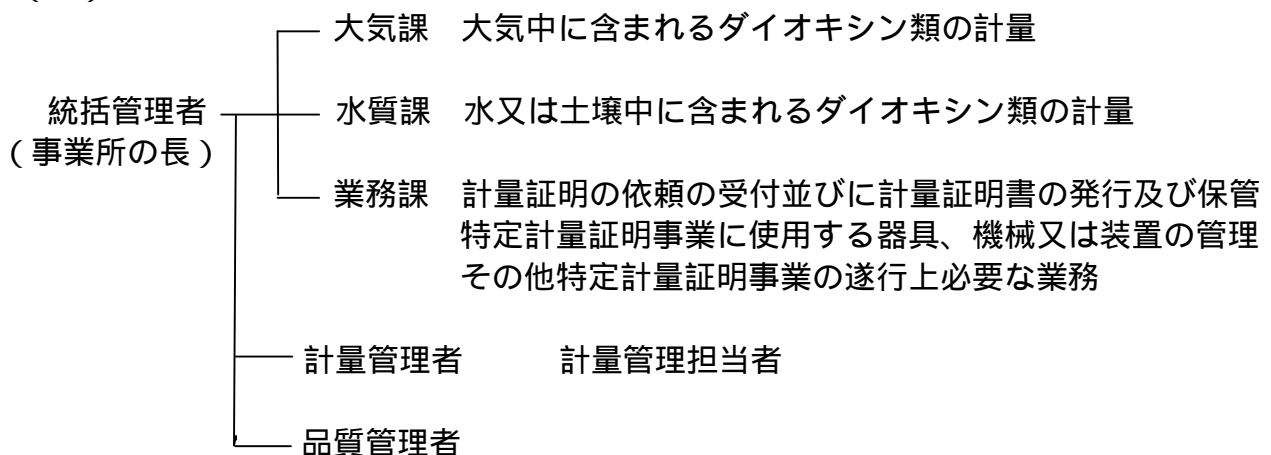 大気課 大気中に含まれるダイオキシン類の計量
統括管理者
(事業所の長)
水質課 水又は土壌中に含まれるダイオキシン類の計量
業務課 計量証明の依頼の受付並びに計量証明書の発行及び保管
特定計量証明事業に使用する器具、機械又は装置の管理
その他特定計量証明事業の遂行上必要な業務
計量管理者 計量管理担当者
品質管理者